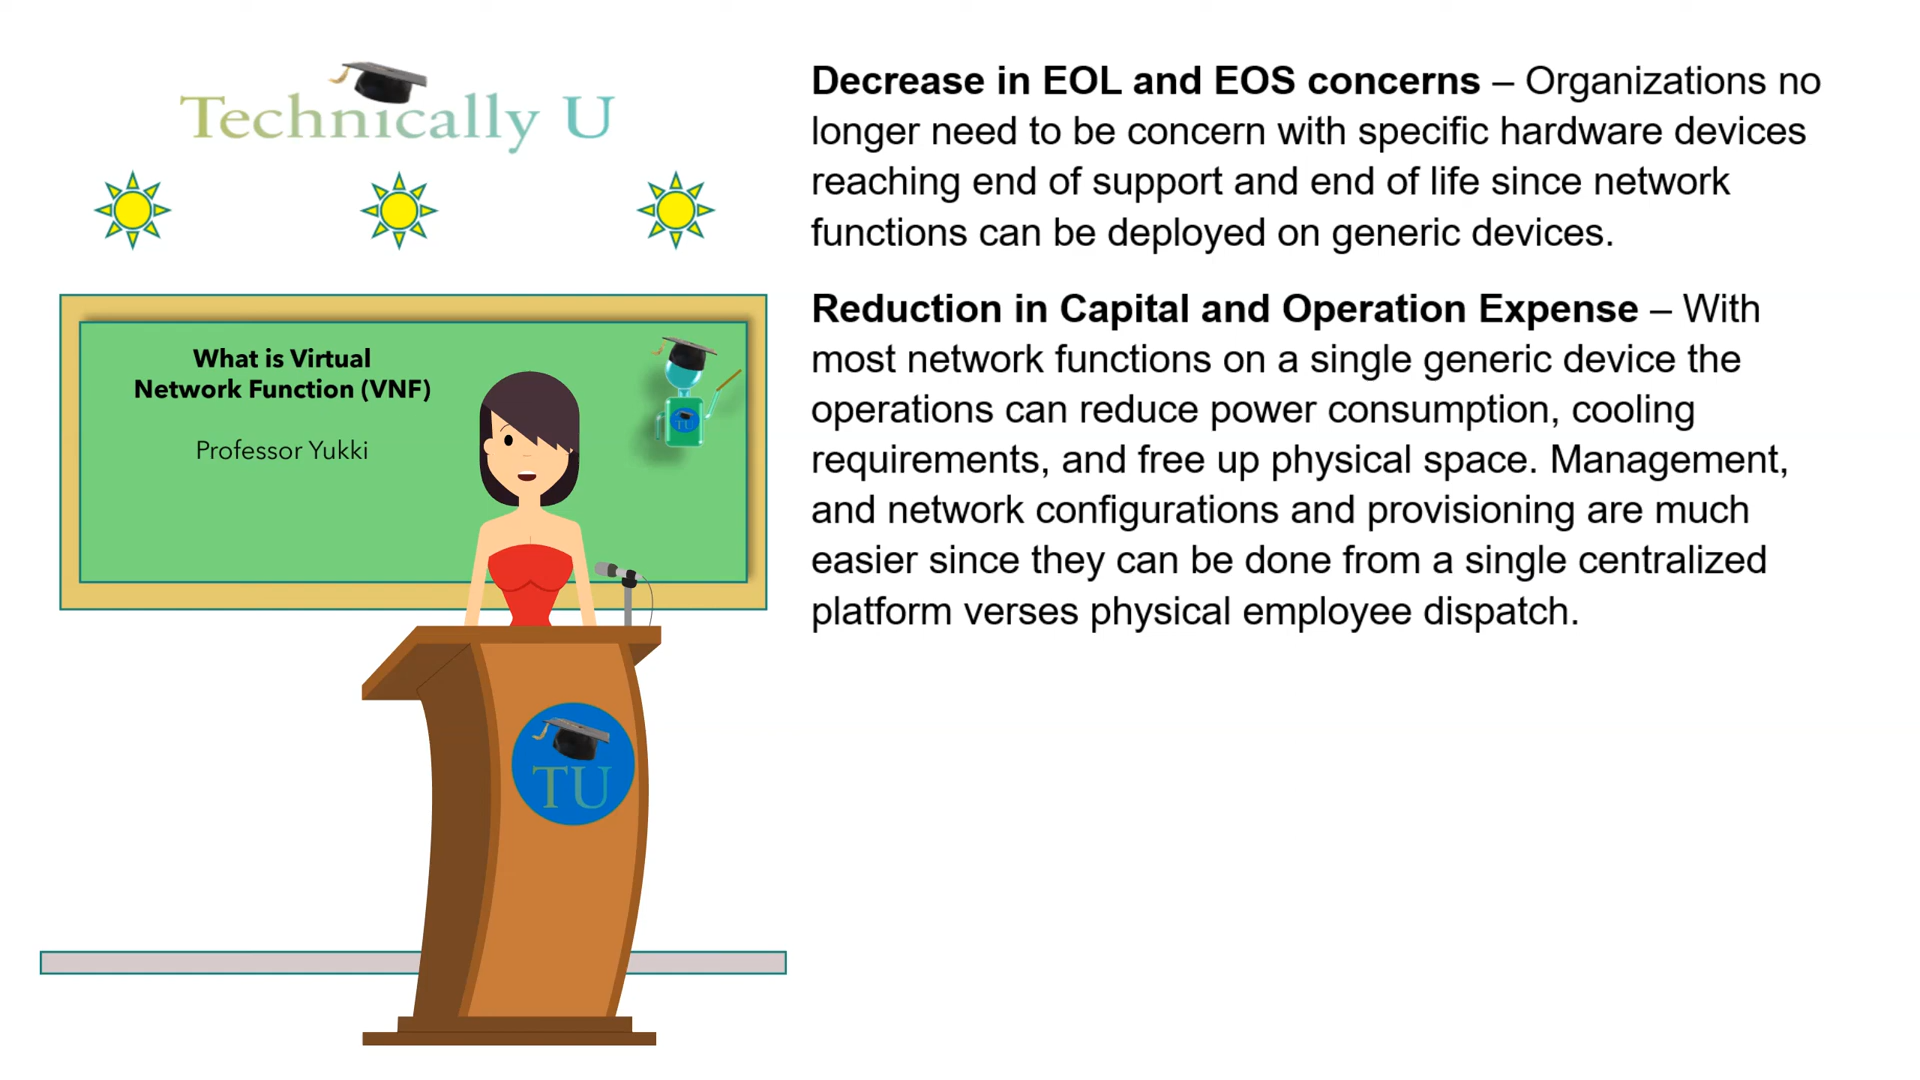 Technically U
What is Virtual
Network Function (VNF)
Professor Yukki
TU
TU
Decrease in EOL and EOS concerns – Organizations no
longer need to be concern with specific hardware devices
reaching end of support and end of life since network
functions can be deployed on generic devices.
Reduction in Capital and Operation Expense – With
most network functions on a single generic device the
operations can reduce power consumption, cooling
requirements, and free up physical space. Management,
and network configurations and provisioning are much
easier since they can be done from a single centralized
platform verses physical employee dispatch.